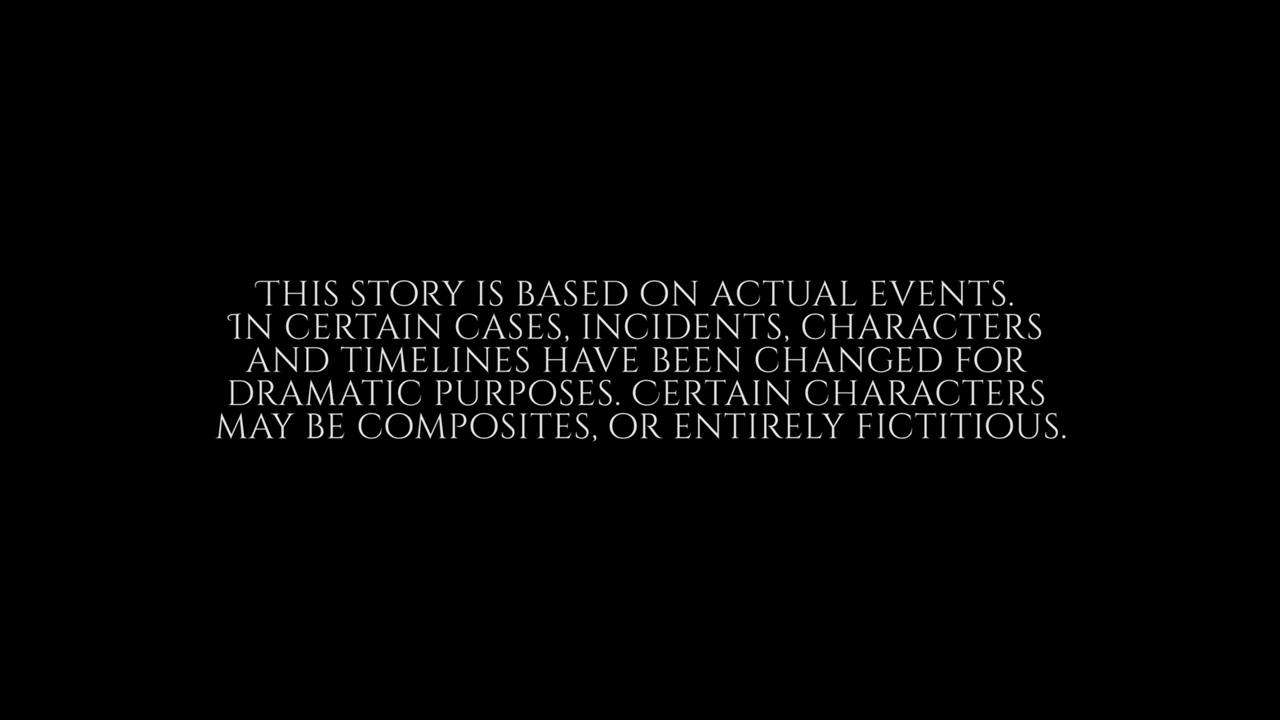 This story is based on actual events.
In certain cases, incidents, characters
and timelines have been changed for
dramatic purposes. Certain characters
may be composites, or entirely fictitious.